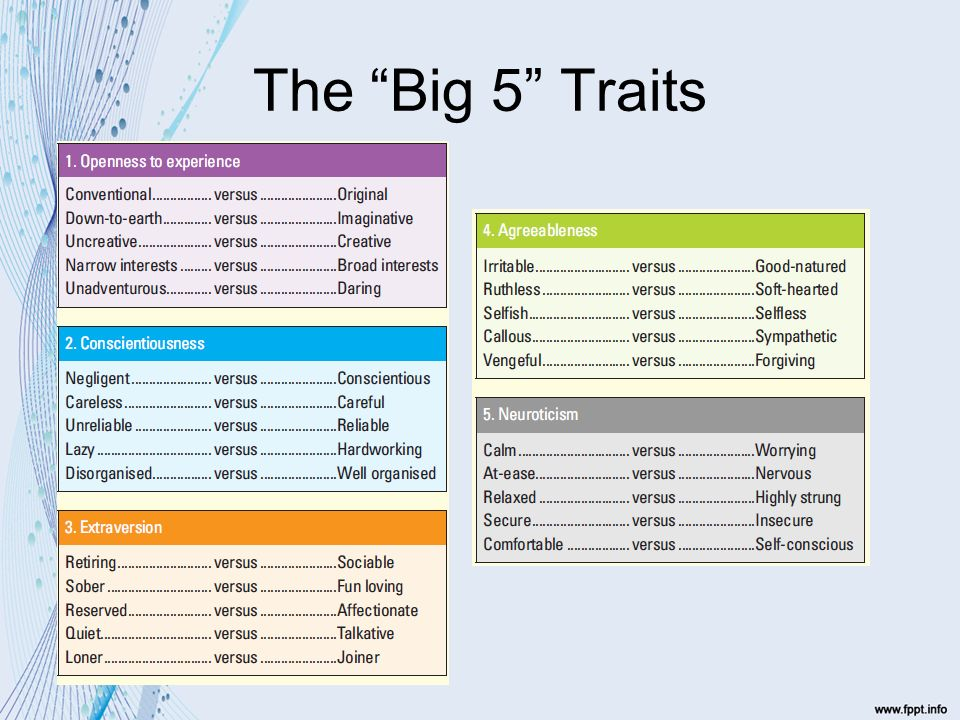 The “Big 5” Traits
1. Openness to experience
Conventional................. versus ......................Original
Down-to-earth.............. versus ......................Imaginative
Uncreative..................... versus ......................Creative
Narrow interests ......... versus ......................Broad interests
Unadventurous............. versus ......................Daring
2. Conscientiousness
Negligent ....................... versus ......................Conscientious
Careless ......................... versus ......................Careful
Unreliable ...................... versus ......................Reliable
Lazy ................................. versus ......................Hardworking
Disorganised................. versus ......................Well organised
3. Extraversion
Retiring........................... versus ......................Sociable
Sober .............................. versus ......................Fun loving
Reserved........................ versus ......................Affectionate
Quiet................................ versus ......................Talkative
Loner ............................... versus ......................Joiner
4. Agreeableness
Irritable........................... versus ......................Good-natured
Ruthless ......................... versus ......................Soft-hearted
Selfish............................. versus ......................Selfless
Callous............................ versus ......................Sympathetic
Vengeful......................... versus ......................Forgiving
5. Neuroticism
Calm ................................ versus ......................Worrying
At-ease........................... versus ......................Nervous
Relaxed .......................... versus ......................Highly strung
Secure............................ versus ......................Insecure
Comfortable .................. versus ......................Self-conscious
www.fppt.info